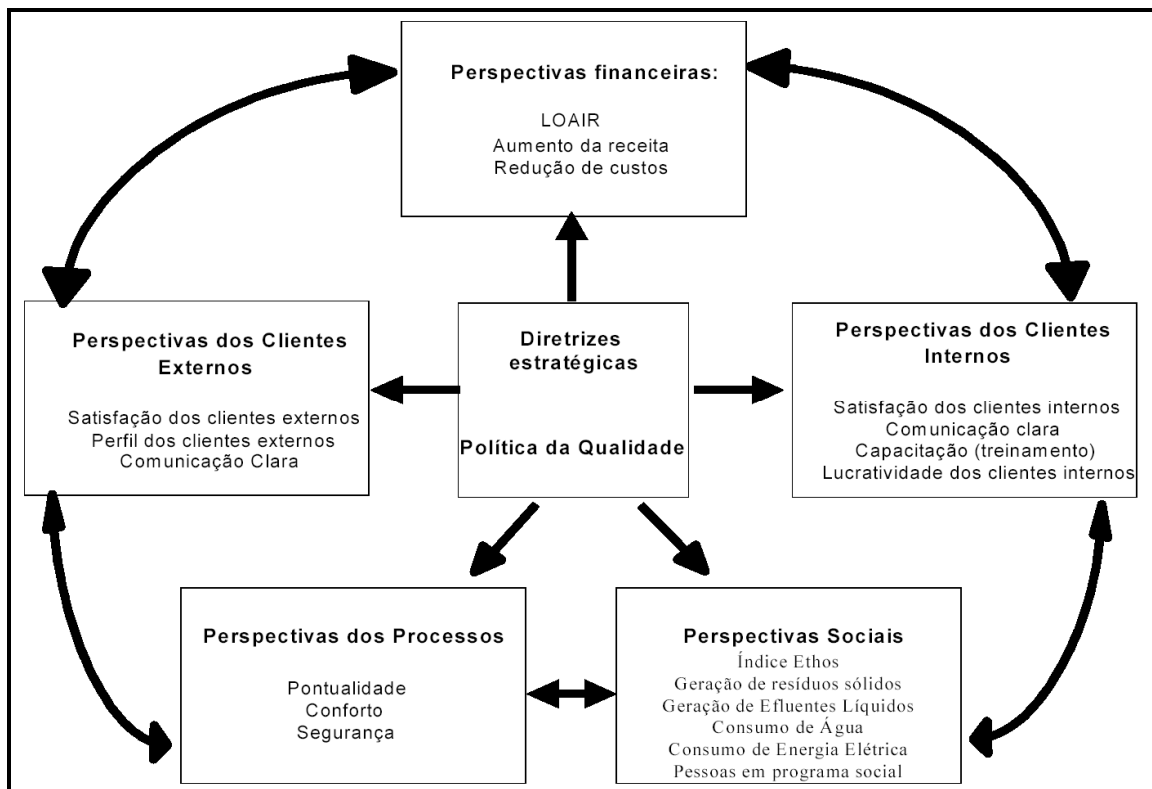 Perspectivas financeiras:
LOAIR
Aumento da receita
Redução de custos
Perspectivas dos Clientes
Externos
Satisfação dos clientes externos
Perfil dos clientes externos
Comunicação Clara
Diretrizes
estratégicas
Política da Qualidade
Perspectivas dos Clientes
Internos
Satisfação dos clientes internos
Comunicação clara
Capacitação (treinamento)
Lucratividade dos clientes internos
Perspectivas dos Processos
Pontualidade
Conforto
Segurança
Perspectivas Sociais
Índice Ethos
Geração de resíduos sólidos
Geração de Efluentes Líquidos
Consumo de Água
Consumo de Energia Elétrica
Pessoas em programa social